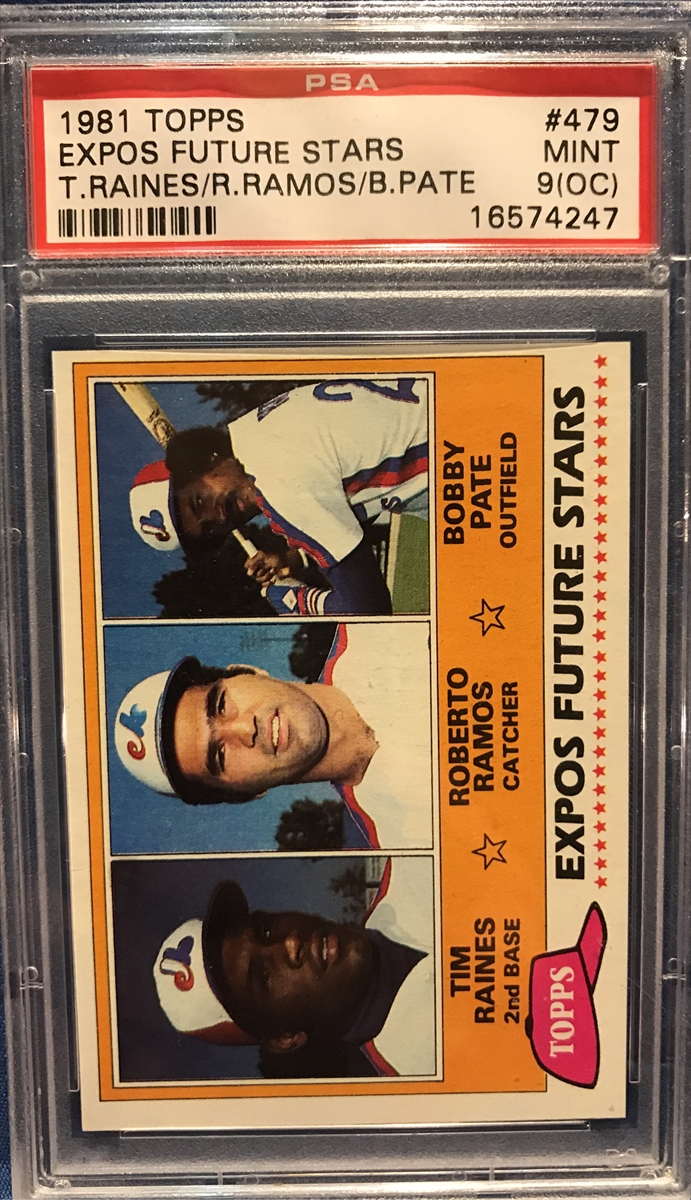 PSA
1981 TOPPS #479
EXPOS FUTURE STARS MINT
T.RAINES/R.RAMOS/B.PATE 9(OC)
16574247
TIM
RAINES
2nd BASE
ROBERTO
RAMOS
CATCHER
BOBBY
PATE
OUTFIELD
TOPPS
EXPOS FUTURE STARS